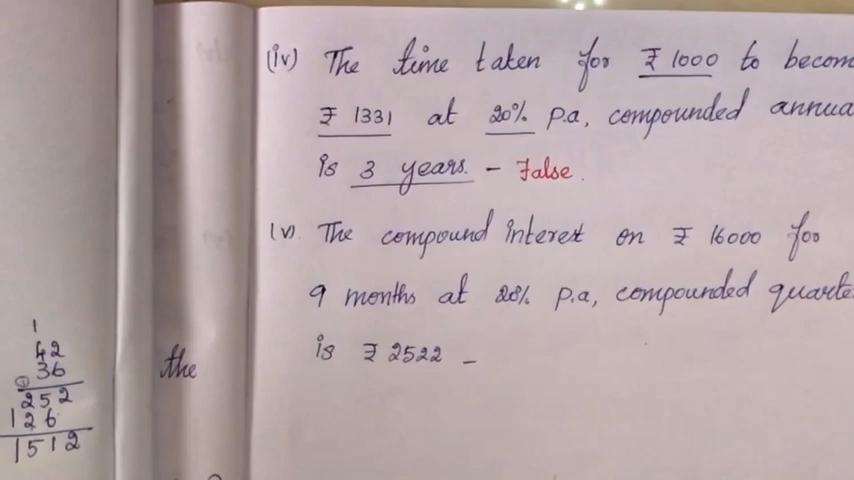 (iv) The time taken for ₹ 1000 to becom
₹ 1331 at 20% p.a, compounded annua
is 3 years. - False.
(v) The compound interest on ₹ 16000 for
9 months at 20% p.a, compounded quarte
is ₹ 2522 -
the
1
42
36
252
126
1512